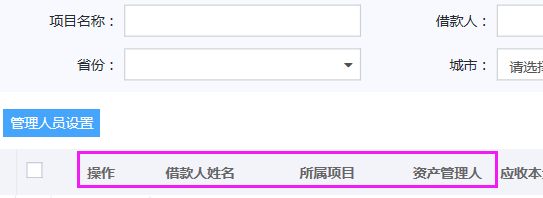 项目名称： 借款人：
省份： 城市： 请选择
管理人员设置
操作 借款人姓名 所属项目 资产管理人 应收本